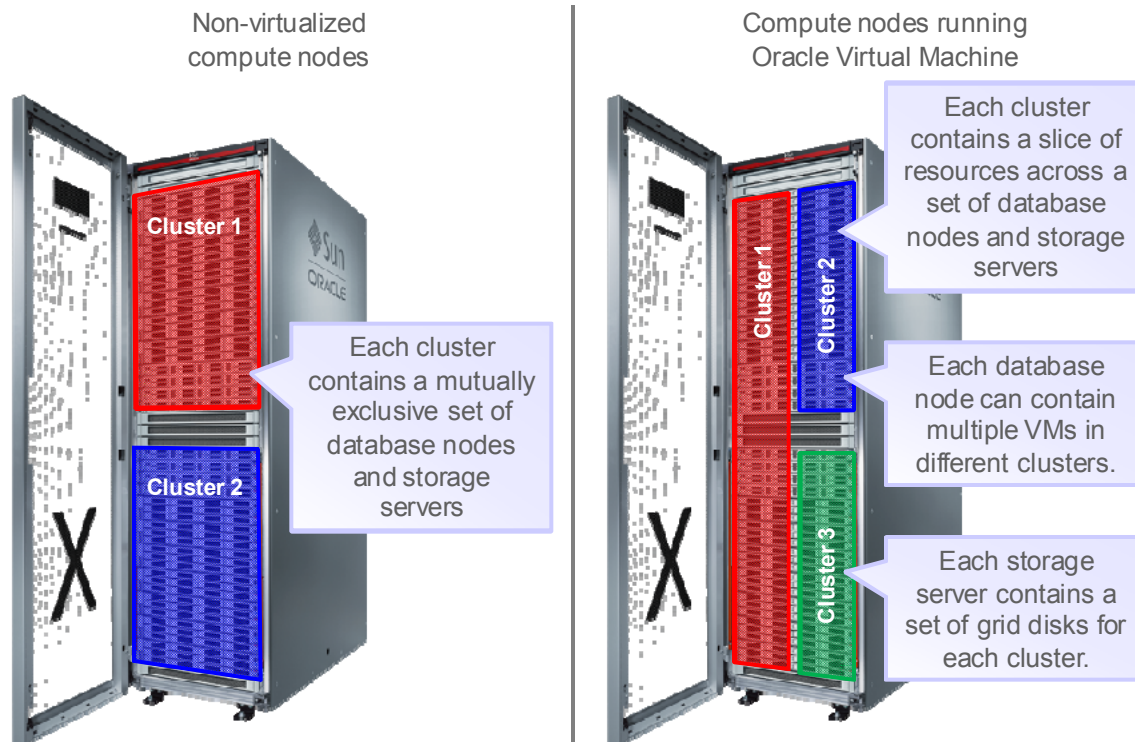 Non-virtualized
compute nodes
Cluster 1
Sun
ORACLE
Each cluster
contains a mutually
exclusive set of
database nodes
and storage
servers
Cluster 2
Compute nodes running
Oracle Virtual Machine
Each cluster
contains a slice of
resources across a
set of database
nodes and storage
servers
Cluster 1
Cluster 2
Each database
node can contain
multiple VMs in
different clusters.
Cluster 3
Each storage
server contains a
set of grid disks for
each cluster.